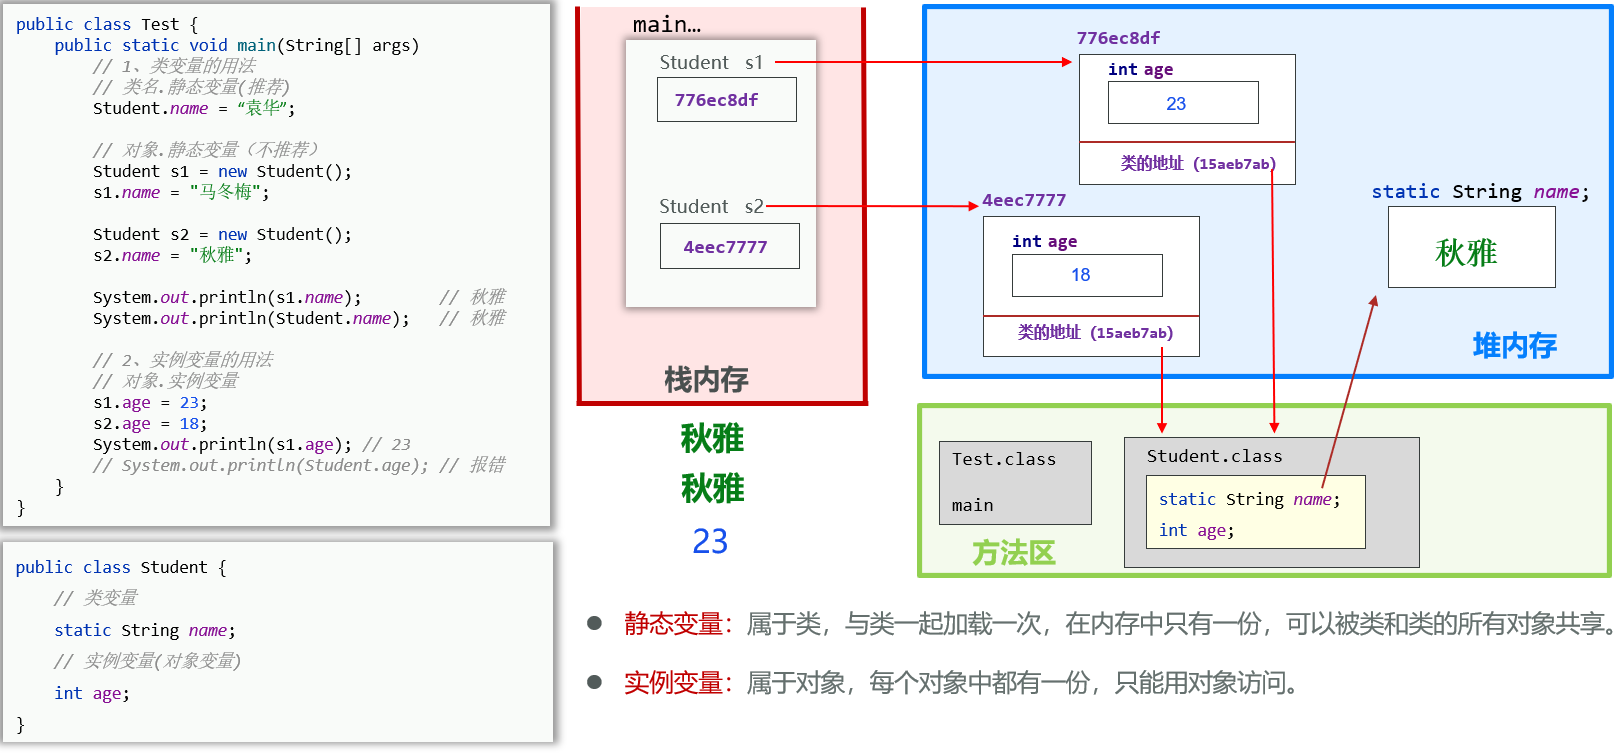 public class Test {
public static void main(String[] args)
// 1、类变量的用法
// 类名.静态变量(推荐)
Student.name = “袁华”;
// 对象.静态变量（不推荐）
Student s1 = new Student();
s1.name = "马冬梅";
Student s2 = new Student();
s2.name = "秋雅";
System.out.println(s1.name); // 秋雅
System.out.println(Student.name); // 秋雅
// 2、实例变量的用法
// 对象.实例变量
s1.age = 23;
s2.age = 18;
System.out.println(s1.age); // 23
// System.out.println(Student.age); // 报错
}
}
public class Student {
// 类变量
static String name;
// 实例变量(对象变量)
int age;
}
main…
Student s1
776ec8df
Student s2
4eec7777
栈内存
秋雅
秋雅
23
776ec8df
int age
23
类的地址（15aeb7ab）
4eec7777
int age
18
类的地址（15aeb7ab）
static String name;
秋雅
堆内存
Test.class
main
方法区
Student.class
static String name;
int age;
静态变量：属于类，与类一起加载一次，在内存中只有一份，可以被类和类的所有对象共享。
实例变量：属于对象，每个对象中都有一份，只能用对象访问。